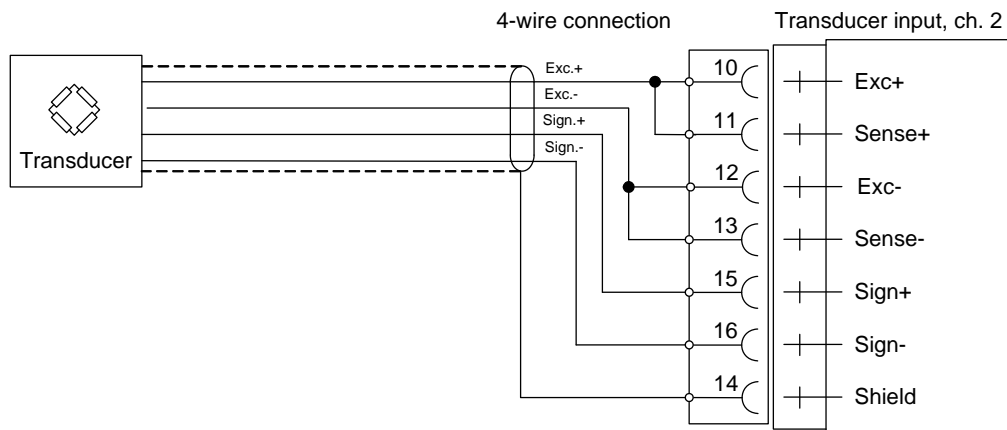 4-wire connection
Transducer input, ch. 2
Transducer
Exc.+
Exc.-
Sign.+
Sign.-
10 Exc+
11 Sense+
12 Exc-
13 Sense-
15 Sign+
16 Sign-
14 Shield